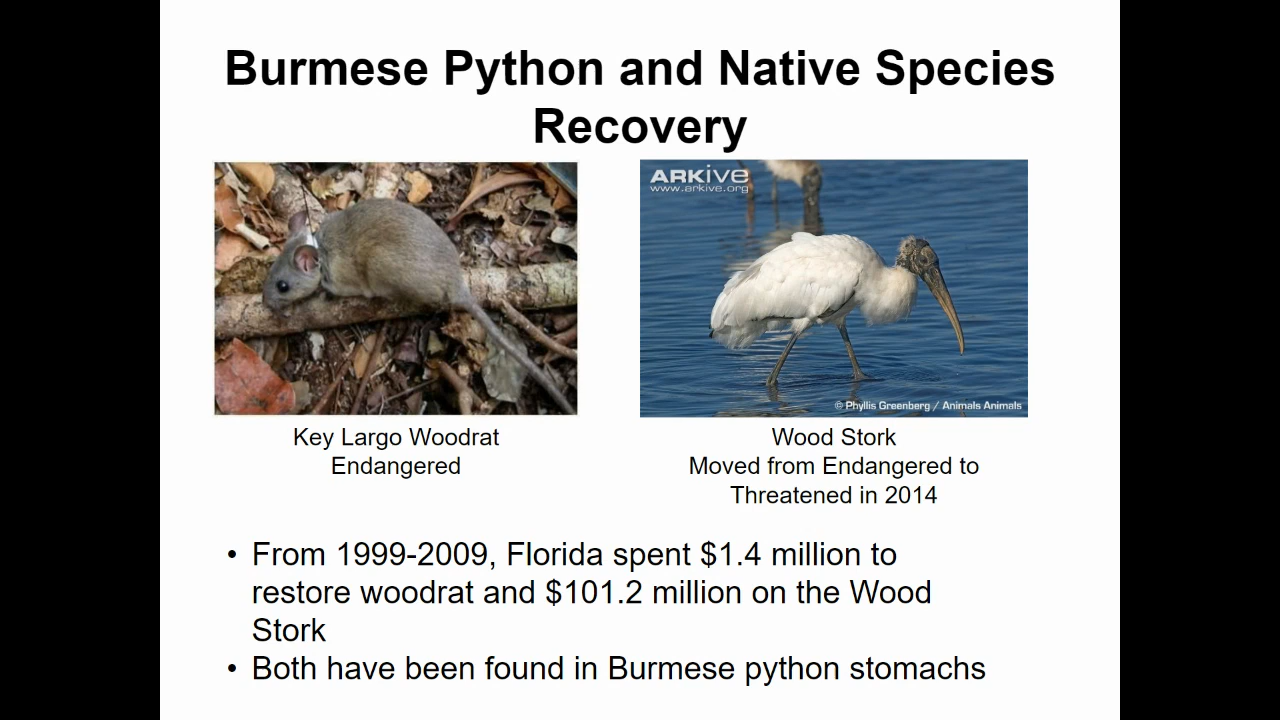 Burmese Python and Native Species
Recovery
ARKive
www.arkive.org
© Phyllis Greenberg / Animals Animals
Key Largo Woodrat
Endangered
Wood Stork
Moved from Endangered to
Threatened in 2014
• From 1999-2009, Florida spent $1.4 million to
restore woodrat and $101.2 million on the Wood
Stork
• Both have been found in Burmese python stomachs